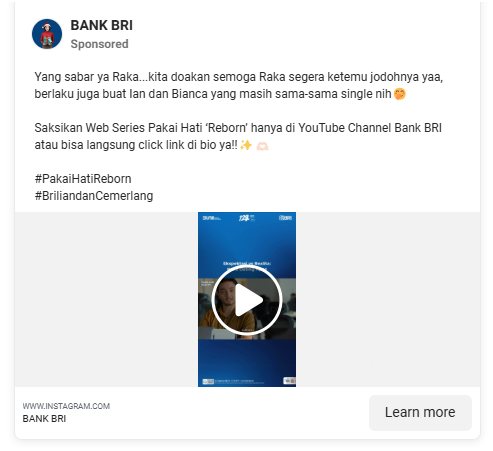 BANK BRI
Sponsored
Yang sabar ya Raka...kita doakan semoga Raka segera ketemu jodohnya yaa,
berlaku juga buat Ian dan Bianca yang masih sama-sama single nih😊
Saksikan Web Series Pakai Hati ‘Reborn’ hanya di YouTube Channel Bank BRI
atau bisa langsung click link di bio ya!!✨🫶🏻
#PakaiHatiReborn
#BriliandanCemerlang
WWW.INSTAGRAM.COM
BANK BRI
Learn more